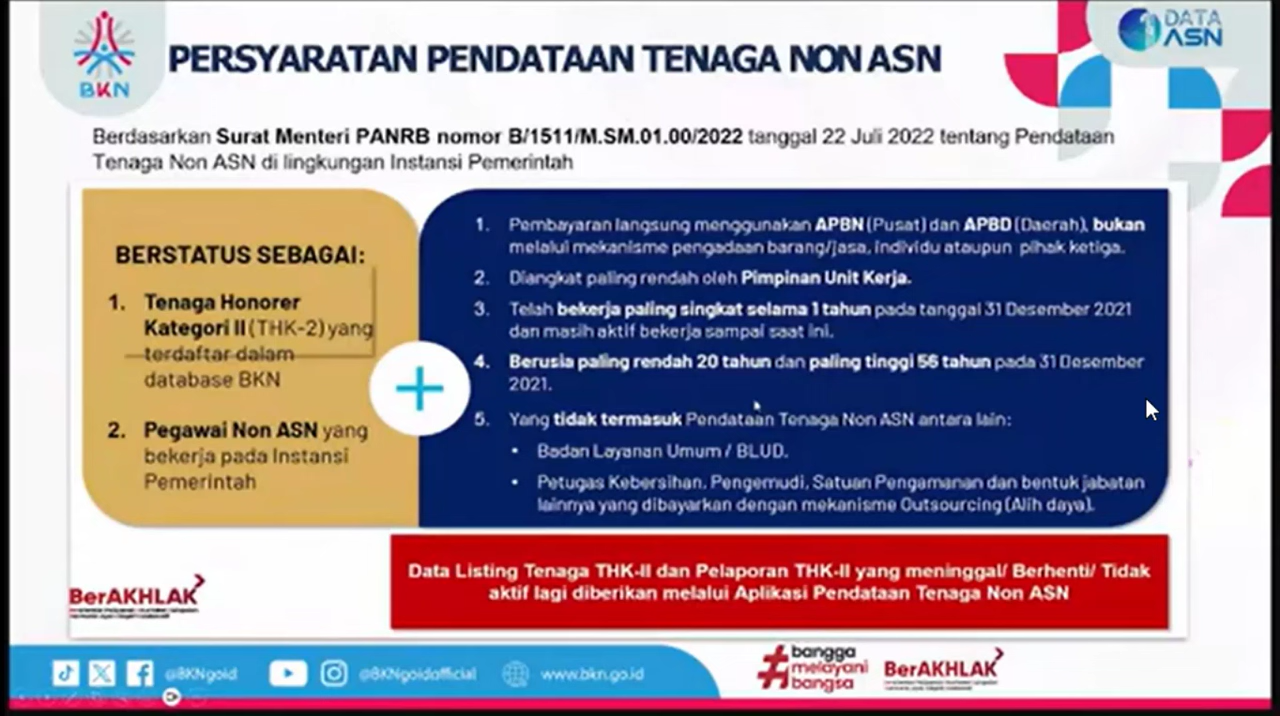 BKN
DATA
ASN
PERSYARATAN PENDATAAN TENAGA NON ASN
Berdasarkan Surat Menteri PANRB nomor B/1511/M.SM.01.00/2022 tanggal 22 Juli 2022 tentang Pendataan
Tenaga Non ASN di lingkungan Instansi Pemerintah
BERSTATUS SEBAGAI:
1. Tenaga Honorer
Kategori II (THK-2) yang
terdaftar dalam
database BKN
2. Pegawai Non ASN yang
bekerja pada Instansi
Pemerintah
+
1. Pembayaran langsung menggunakan APBN (Pusat) dan APBD (Daerah), bukan
melalui mekanisme pengadaan barang/jasa, individu ataupun pihak ketiga.
2. Diangkat paling rendah oleh Pimpinan Unit Kerja.
3. Telah bekerja paling singkat selama 1 tahun pada tanggal 31 Desember 2021
dan masih aktif bekerja sampai saat ini.
4. Berusia paling rendah 20 tahun dan paling tinggi 56 tahun pada 31 Desember
2021.
5. Yang tidak termasuk Pendataan Tenaga Non ASN antara lain:
• Badan Layanan Umum / BLUD.
• Petugas Kebersihan, Pengemudi, Satuan Pengamanan dan bentuk jabatan
lainnya yang dibayarkan dengan mekanisme Outsourcing (Alih daya).
Data Listing Tenaga THK-II dan Pelaporan THK-II yang meninggal/ Berhenti/ Tidak
aktif lagi diberikan melalui Aplikasi Pendataan Tenaga Non ASN
BerAKHLAK
@BKNgoid
@BKNgoidofficial
www.bkn.go.id
#bangga
melayani
bangsa
BerAKHLAK